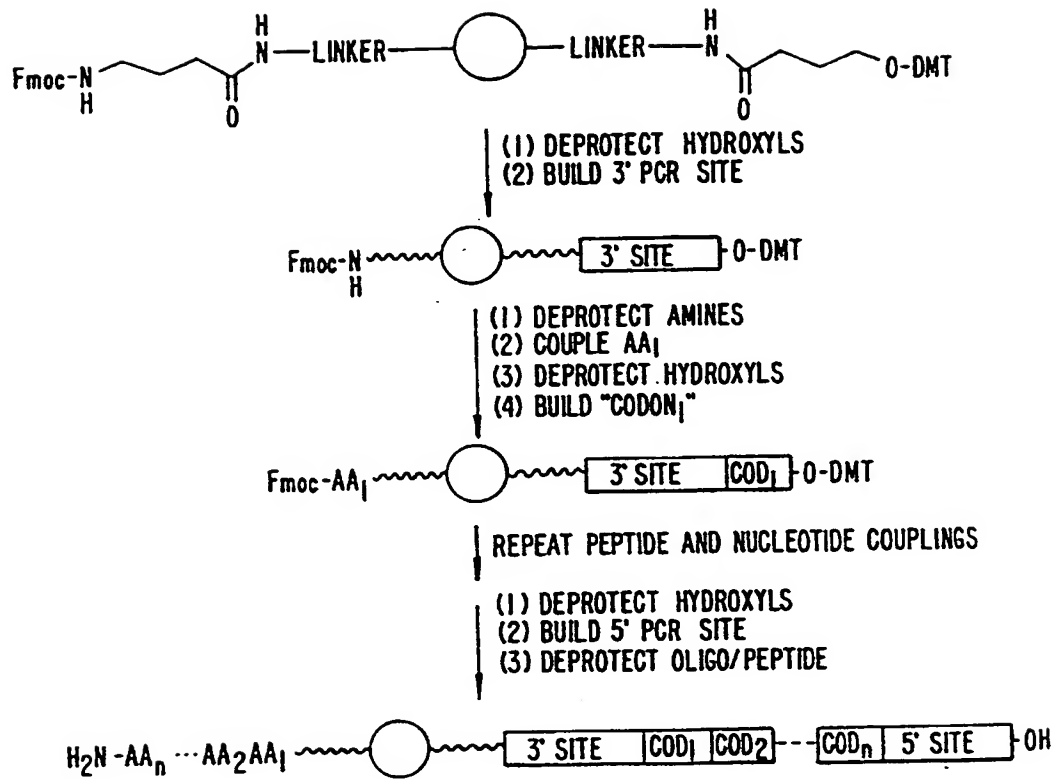 H H
Fmoc-N N—LINKER LINKER—N O-DMT
H O O
(1) DEPROTECT HYDROXYLS
(2) BUILD 3' PCR SITE
Fmoc-N 3' SITE O-DMT
H
(1) DEPROTECT AMINES
(2) COUPLE AA₁
(3) DEPROTECT HYDROXYLS
(4) BUILD "CODON₁"
Fmoc-AA₁ 3' SITE COD₁ O-DMT
REPEAT PEPTIDE AND NUCLEOTIDE COUPLINGS
(1) DEPROTECT HYDROXYLS
(2) BUILD 5' PCR SITE
(3) DEPROTECT OLIGO/PEPTIDE
H₂N-AAₙ ···AA₂AA₁ 3' SITE COD₁ COD₂ --- CODₙ 5' SITE -OH